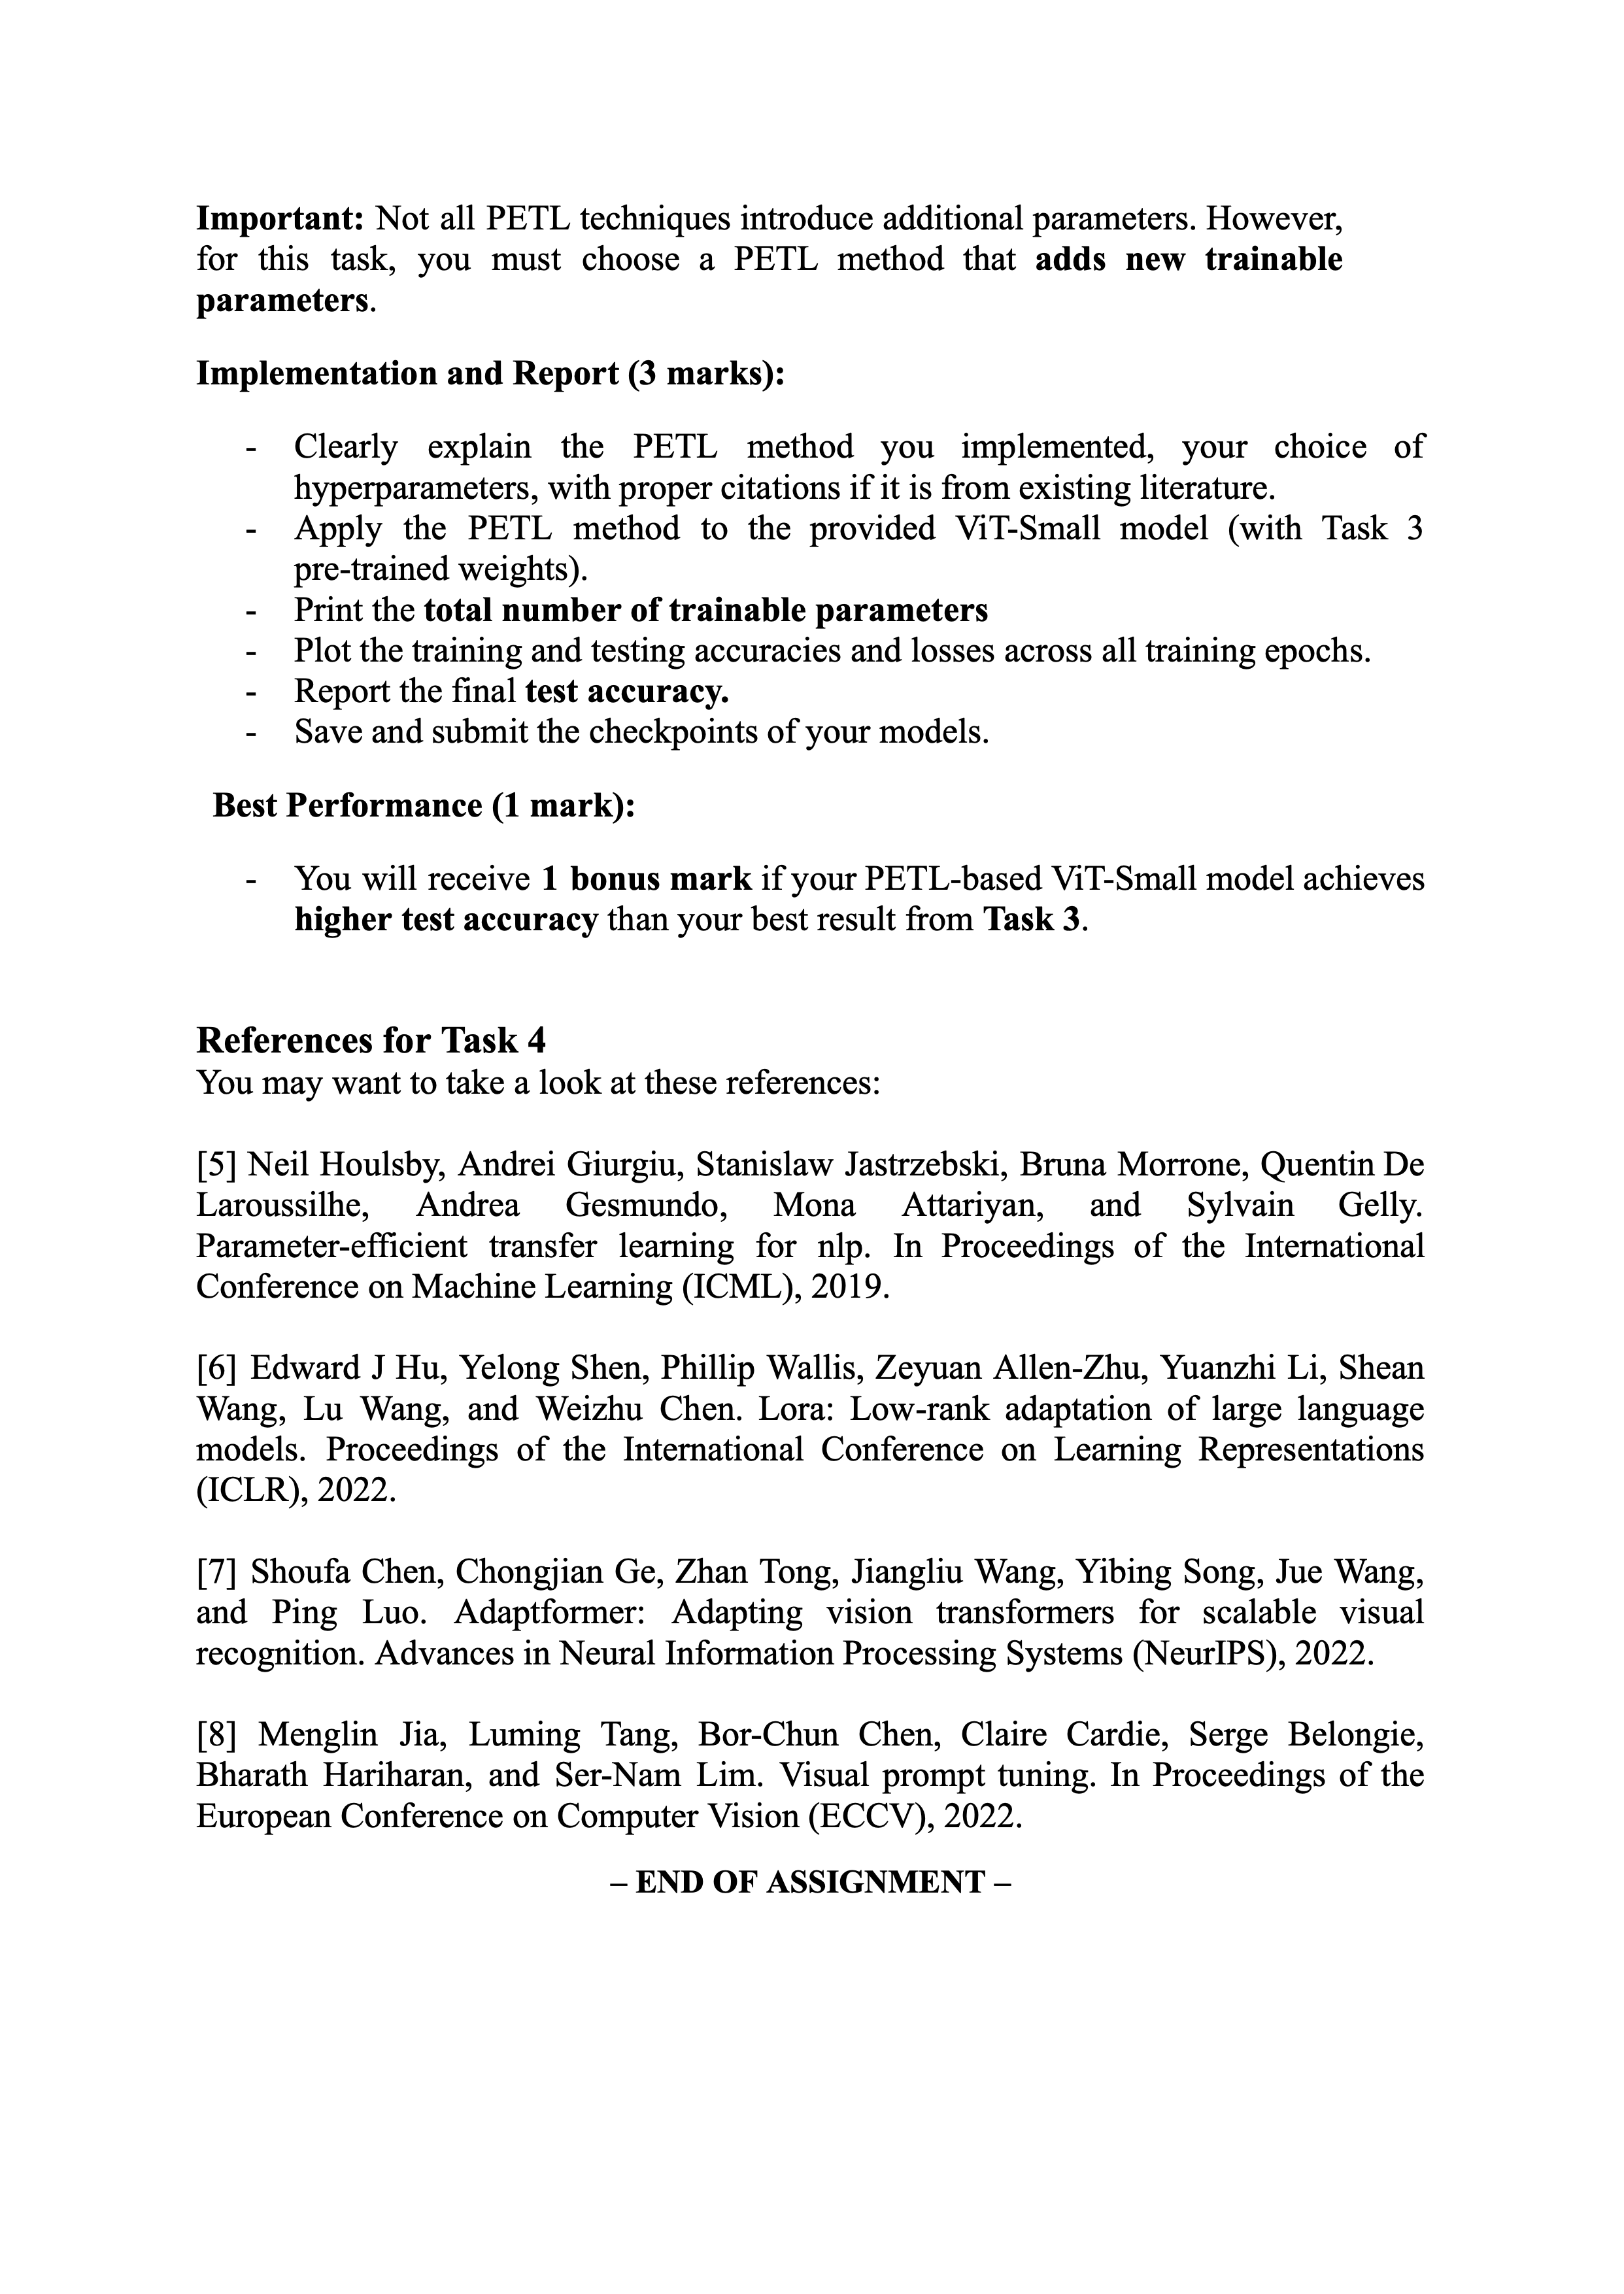 Important: Not all PETL techniques introduce additional parameters. However,
for this task, you must choose a PETL method that adds new trainable
parameters.
Implementation and Report (3 marks):
- Clearly explain the PETL method you implemented, your choice of
hyperparameters, with proper citations if it is from existing literature.
- Apply the PETL method to the provided ViT-Small model (with Task 3
pre-trained weights).
- Print the total number of trainable parameters
- Plot the training and testing accuracies and losses across all training epochs.
- Report the final test accuracy.
- Save and submit the checkpoints of your models.
Best Performance (1 mark):
- You will receive 1 bonus mark if your PETL-based ViT-Small model achieves
higher test accuracy than your best result from Task 3.
References for Task 4
You may want to take a look at these references:
[5] Neil Houlsby, Andrei Giurgiu, Stanislaw Jastrzebski, Bruna Morrone, Quentin De
Laroussilhe, Andrea Gesmundo, Mona Attariyan, and Sylvain Gelly.
Parameter-efficient transfer learning for nlp. In Proceedings of the International
Conference on Machine Learning (ICML), 2019.
[6] Edward J Hu, Yelong Shen, Phillip Wallis, Zeyuan Allen-Zhu, Yuanzhi Li, Shean
Wang, Lu Wang, and Weizhu Chen. Lora: Low-rank adaptation of large language
models. Proceedings of the International Conference on Learning Representations
(ICLR), 2022.
[7] Shoufa Chen, Chongjian Ge, Zhan Tong, Jiangliu Wang, Yibing Song, Jue Wang,
and Ping Luo. Adaptformer: Adapting vision transformers for scalable visual
recognition. Advances in Neural Information Processing Systems (NeurIPS), 2022.
[8] Menglin Jia, Luming Tang, Bor-Chun Chen, Claire Cardie, Serge Belongie,
Bharath Hariharan, and Ser-Nam Lim. Visual prompt tuning. In Proceedings of the
European Conference on Computer Vision (ECCV), 2022.
– END OF ASSIGNMENT –